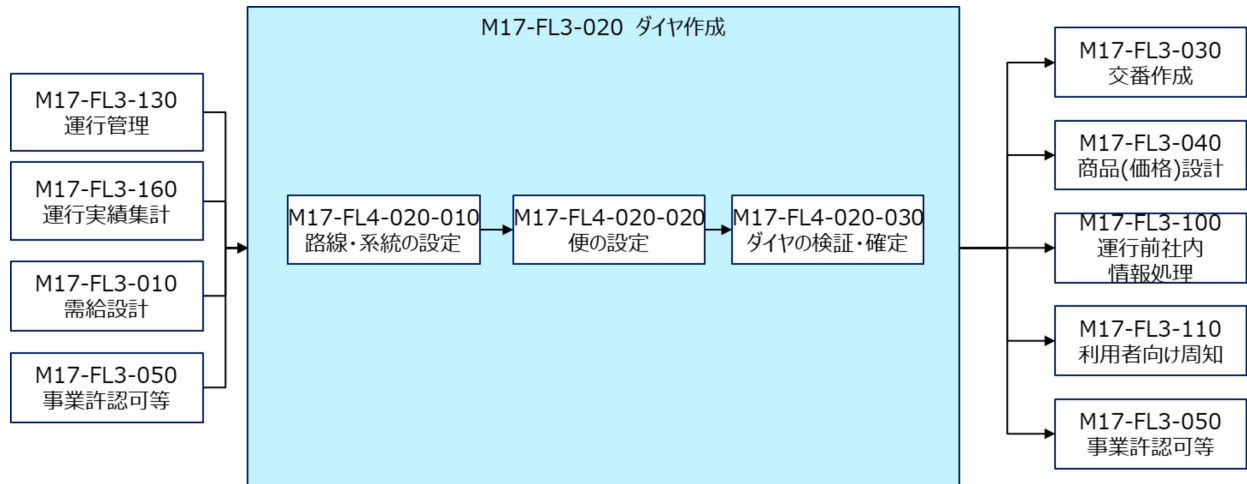 M17-FL3-020 ダイヤ作成
M17-FL3-130
運行管理
M17-FL3-160
運行実績集計
M17-FL3-010
需給設計
M17-FL3-050
事業許認可等
M17-FL4-020-010
路線・系統の設定
M17-FL4-020-020
便の設定
M17-FL4-020-030
ダイヤの検証・確定
M17-FL3-030
交番作成
M17-FL3-040
商品(価格)設計
M17-FL3-100
運行前社内
情報処理
M17-FL3-110
利用者向け周知
M17-FL3-050
事業許認可等